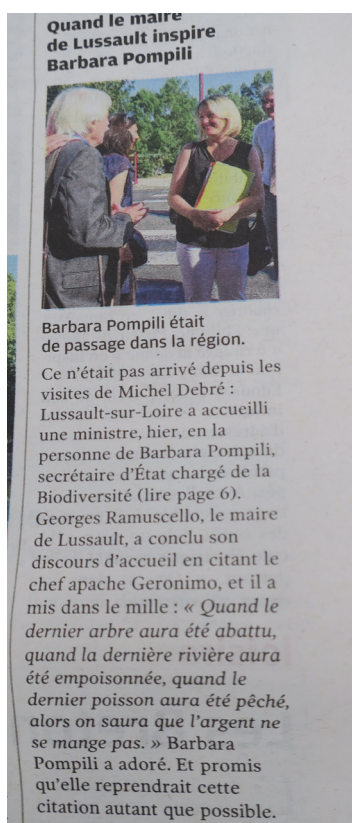 Quand le maire
de Lussault inspire
Barbara Pompili
Barbara Pompili était
de passage dans la région.
Ce n'était pas arrivé depuis les
visites de Michel Debré :
Lussault-sur-Loire a accueilli
une ministre, hier, en la
personne de Barbara Pompili,
secrétaire d'État chargé de la
Biodiversité (lire page 6).
Georges Ramuscello, le maire
de Lussault, a conclu son
discours d'accueil en citant le
chef apache Geronimo, et il a
mis dans le mille : « Quand le
dernier arbre aura été abattu,
quand la dernière rivière aura
été empoisonnée, quand le
dernier poisson aura été pêché,
alors on saura que l'argent ne
se mange pas. » Barbara
Pompili a adoré. Et promis
qu'elle reprendrait cette
citation autant que possible.